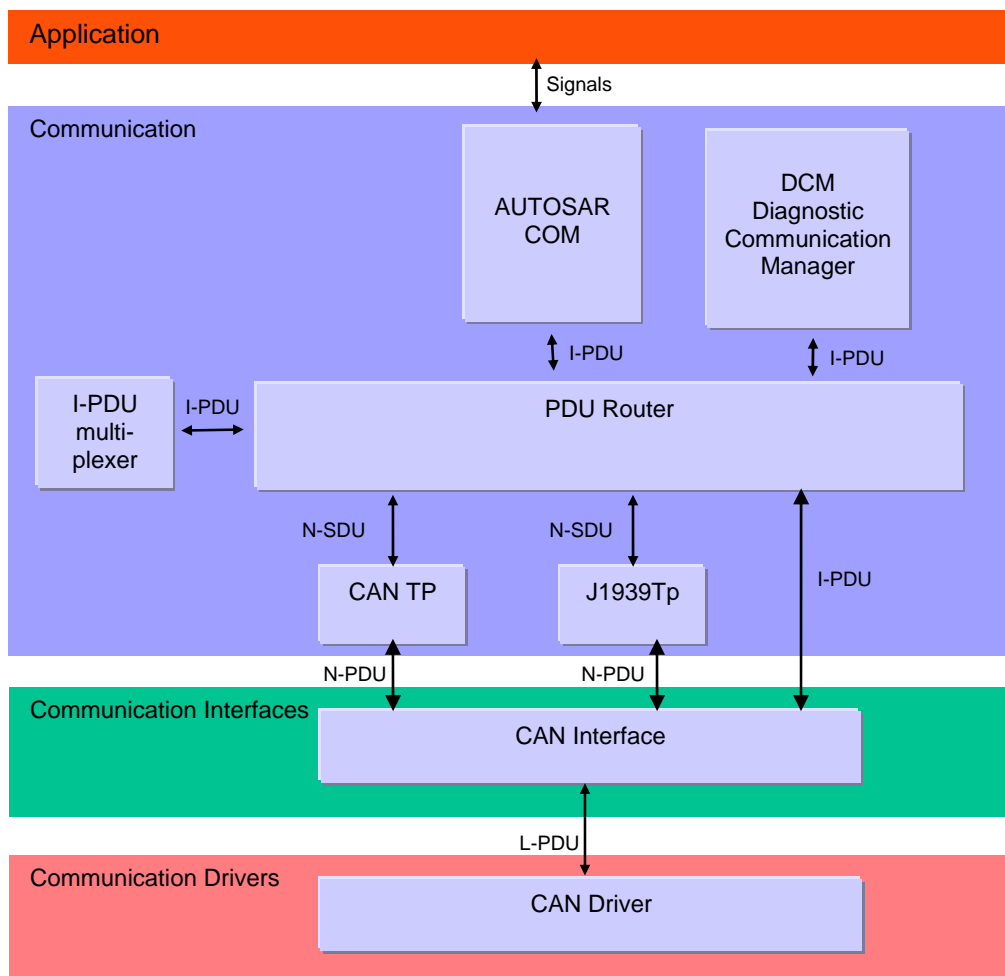 Application
Signals
Communication
AUTOSAR
COM
DCM
Diagnostic
Communication
Manager
I-PDU
I-PDU
I-PDU
multi-
plexer
I-PDU
PDU Router
N-SDU
N-SDU
I-PDU
CAN TP
J1939Tp
N-PDU
N-PDU
Communication Interfaces
CAN Interface
L-PDU
Communication Drivers
CAN Driver